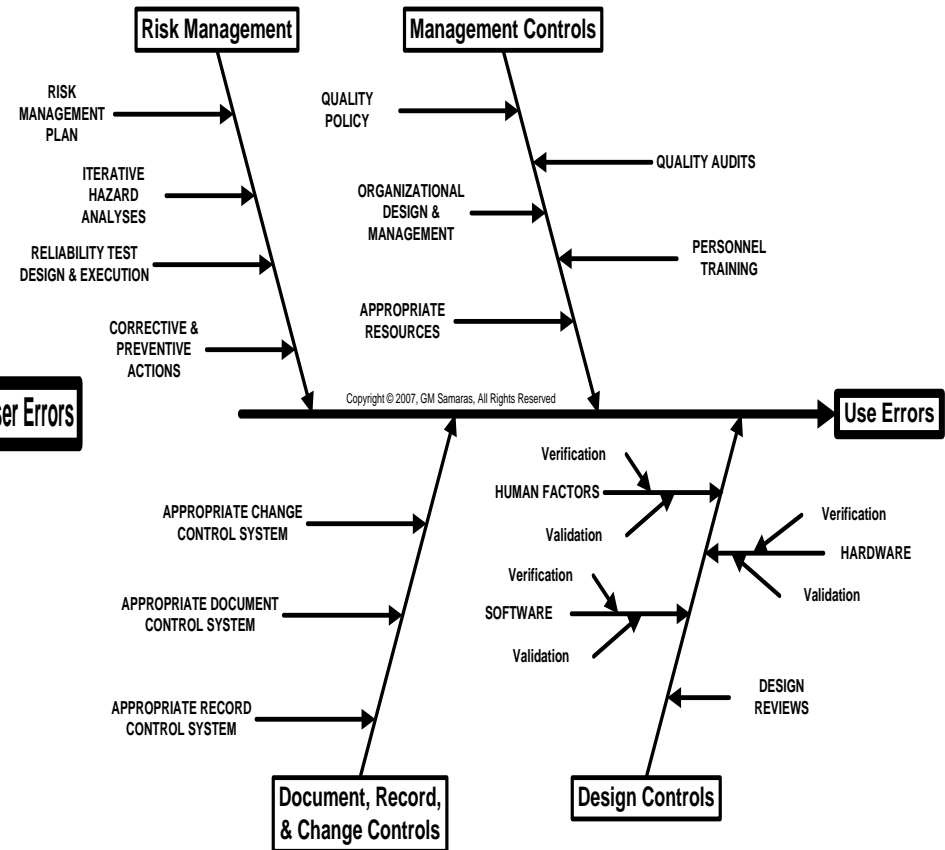 Risk Management
Management Controls
RISK
MANAGEMENT
PLAN
ITERATIVE
HAZARD
ANALYSES
RELIABILITY TEST
DESIGN & EXECUTION
CORRECTIVE &
PREVENTIVE
ACTIONS
QUALITY
POLICY
QUALITY AUDITS
ORGANIZATIONAL
DESIGN &
MANAGEMENT
PERSONNEL
TRAINING
APPROPRIATE
RESOURCES
Copyright © 2007, GM Samaras, All Rights Reserved
ser Errors
Use Errors
APPROPRIATE CHANGE
CONTROL SYSTEM
APPROPRIATE DOCUMENT
CONTROL SYSTEM
APPROPRIATE RECORD
CONTROL SYSTEM
Verification
HUMAN FACTORS
Validation
Verification
HARDWARE
Validation
Verification
SOFTWARE
Validation
DESIGN
REVIEWS
Document, Record,
& Change Controls
Design Controls